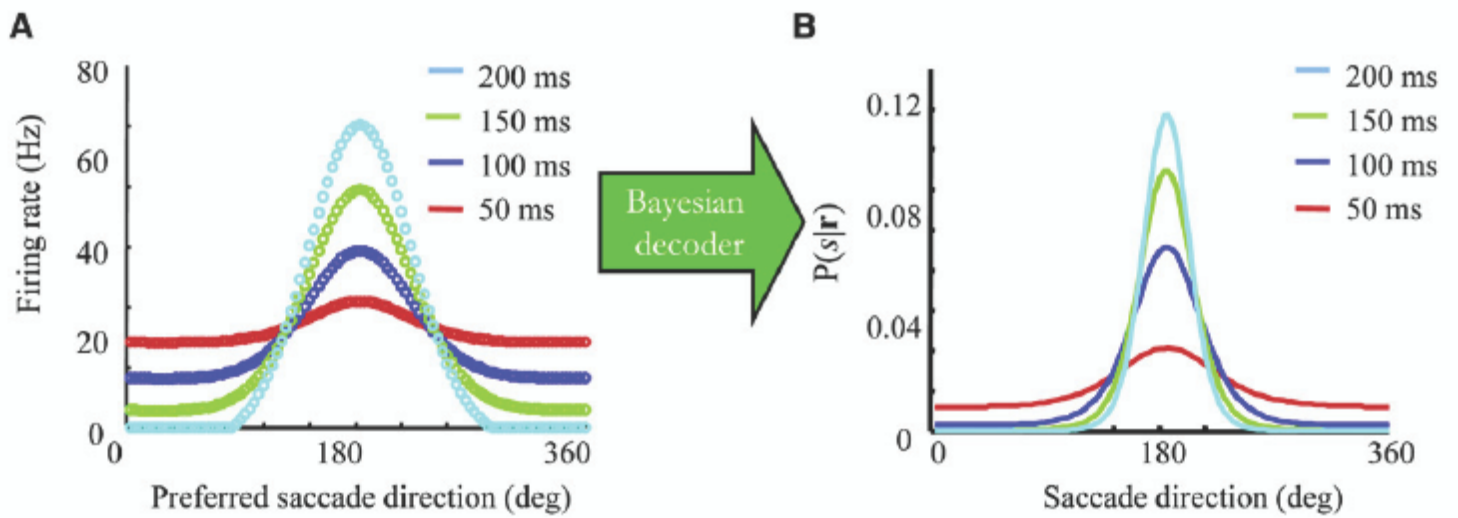 A
80
60
40
20
0
Firing rate (Hz)
200 ms
150 ms
100 ms
50 ms
0 180 360
Preferred saccade direction (deg)
Bayesian
decoder
B
0.12
0.08
0.04
0
P(s|r)
200 ms
150 ms
100 ms
50 ms
0 180 360
Saccade direction (deg)